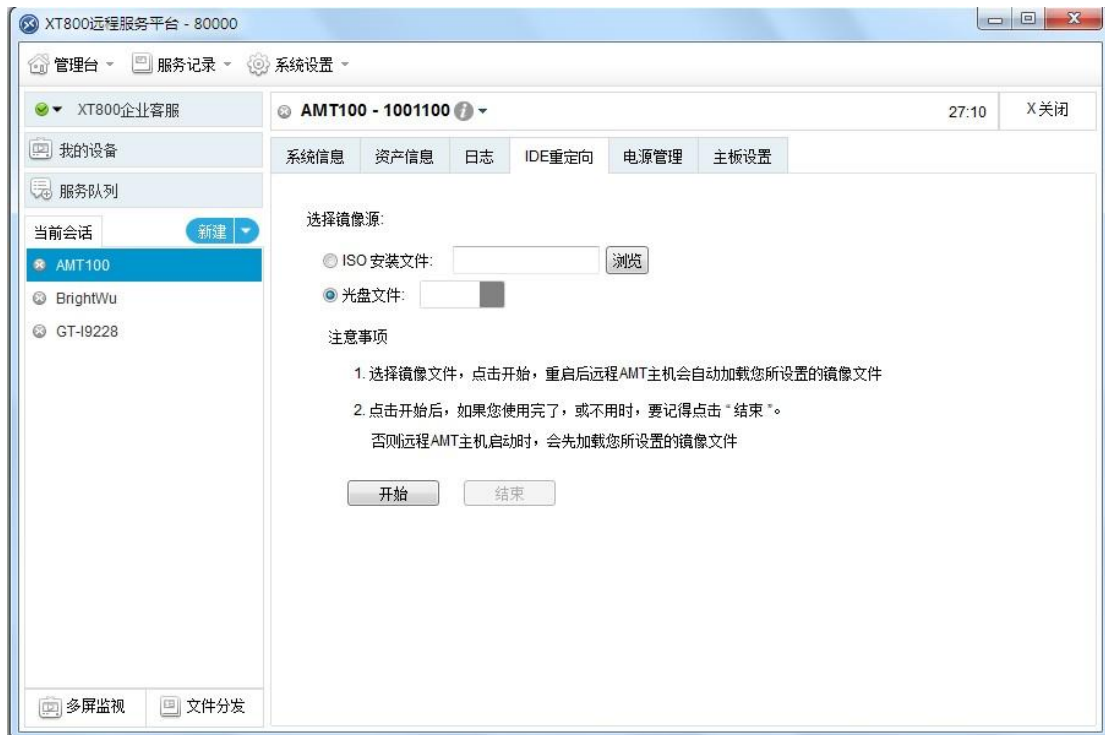 XT800远程服务平台 - 80000
管理台 服务记录 系统设置
XT800企业客服
我的设备
服务队列
当前会话 新建
AMT100
BrightWu
GT-I9228
多屏监视 文件分发
AMT100 - 1001100 27:10 X关闭
系统信息 资产信息 日志 IDE重定向 电源管理 主板设置
选择镜像源:
ISO 安装文件: 浏览
光盘文件:
注意事项
1. 选择镜像文件，点击开始，重启后远程AMT主机会自动加载您所设置的镜像文件
2. 点击开始后，如果您使用完了，或不用时，要记得点击 “ 结束 ”。
否则远程AMT主机启动时，会先加载您所设置的镜像文件
开始 结束